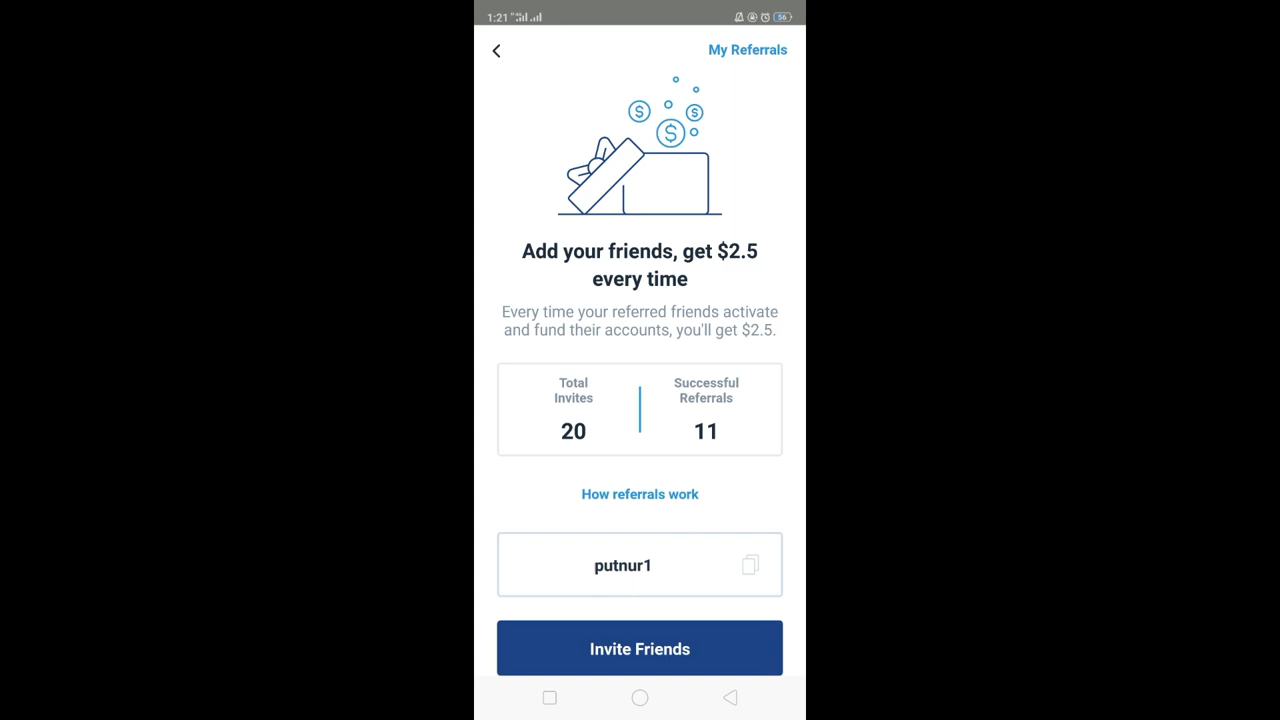 1:21
56
My Referrals
$ $
$
Add your friends, get $2.5
every time
Every time your referred friends activate
and fund their accounts, you'll get $2.5.
Total Successful
Invites Referrals
20 11
How referrals work
putnur1
Invite Friends